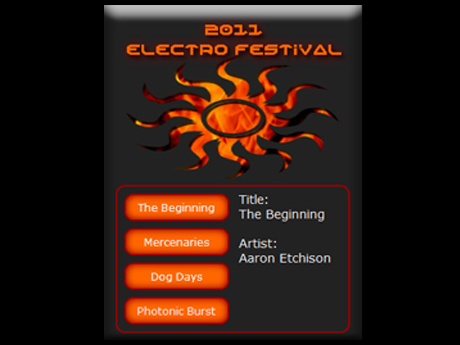 2011
ELECTRO FESTiVAL
The Beginning
Mercenaries
Dog Days
Photonic Burst
Title:
The Beginning
Artist:
Aaron Etchison